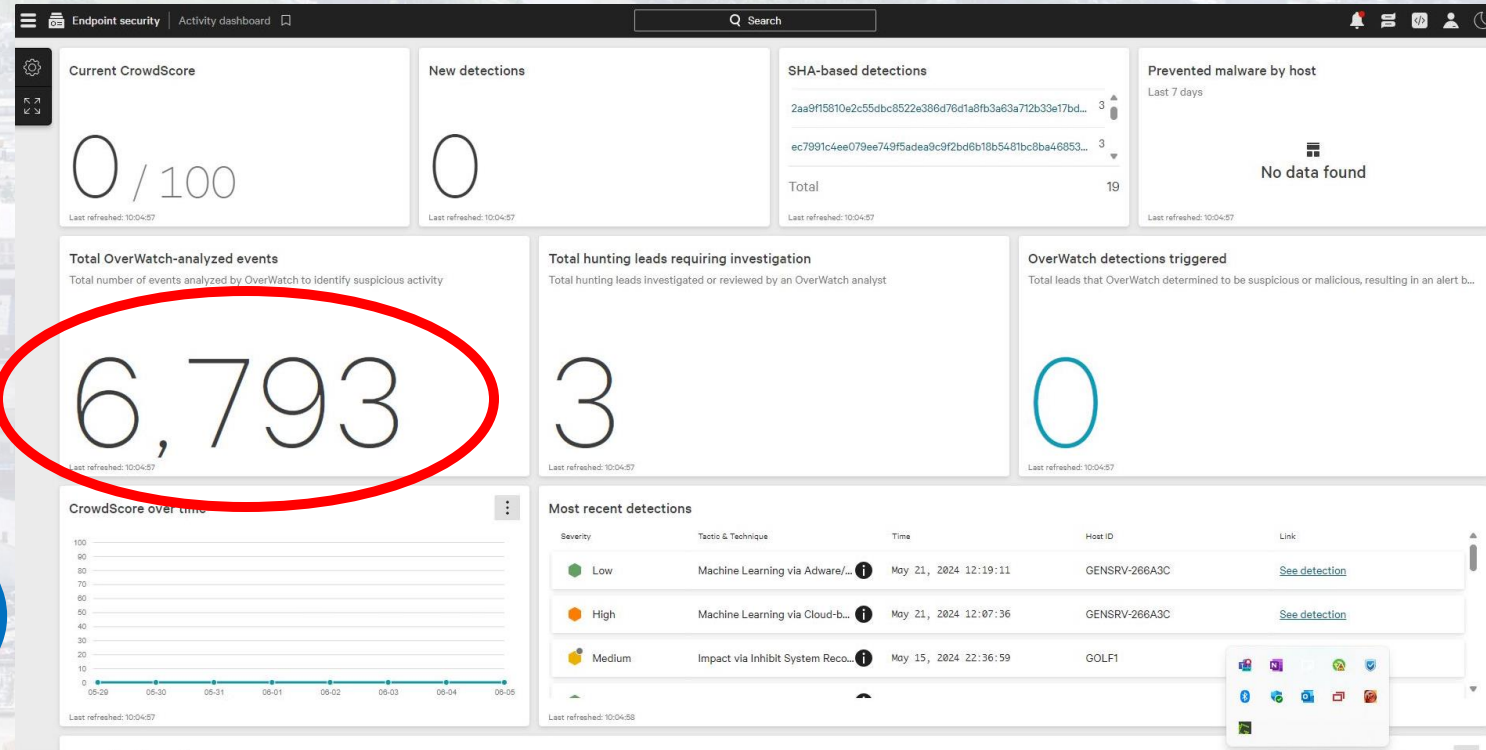 Endpoint security | Activity dashboard
Search
Current CrowdScore
0 / 100
Last refreshed: 10:04:57
New detections
0
Last refreshed: 10:04:57
SHA-based detections
2aa9f15810e2c55dbc8522e386d76d1a8fb3a63a712b33e17bd... 3
ec7991c4ee079ee749f5adea9c9f2bd6b18b5481bc8ba46853... 3
Total 19
Last refreshed: 10:04:57
Prevented malware by host
Last 7 days
No data found
Last refreshed: 10:04:57
Total OverWatch-analyzed events
Total number of events analyzed by OverWatch to identify suspicious activity
6,793
Last refreshed: 10:04:57
Total hunting leads requiring investigation
Total hunting leads investigated or reviewed by an OverWatch analyst
3
Last refreshed: 10:04:57
OverWatch detections triggered
Total leads that OverWatch determined to be suspicious or malicious, resulting in an alert b...
0
Last refreshed: 10:04:57
CrowdScore over time
100
90
80
70
60
50
40
30
20
10
0
05-29 05-30 05-31 06-01 06-02 06-03 06-04 06-05
Last refreshed: 10:04:57
Most recent detections
Severity Tactic & Technique Time Host ID Link
Low Machine Learning via Adware/... May 21, 2024 12:19:11 GENSRV-266A3C See detection
High Machine Learning via Cloud-b... May 21, 2024 12:07:36 GENSRV-266A3C See detection
Medium Impact via Inhibit System Reco... May 15, 2024 22:36:59 GOLF1
Last refreshed: 10:04:58